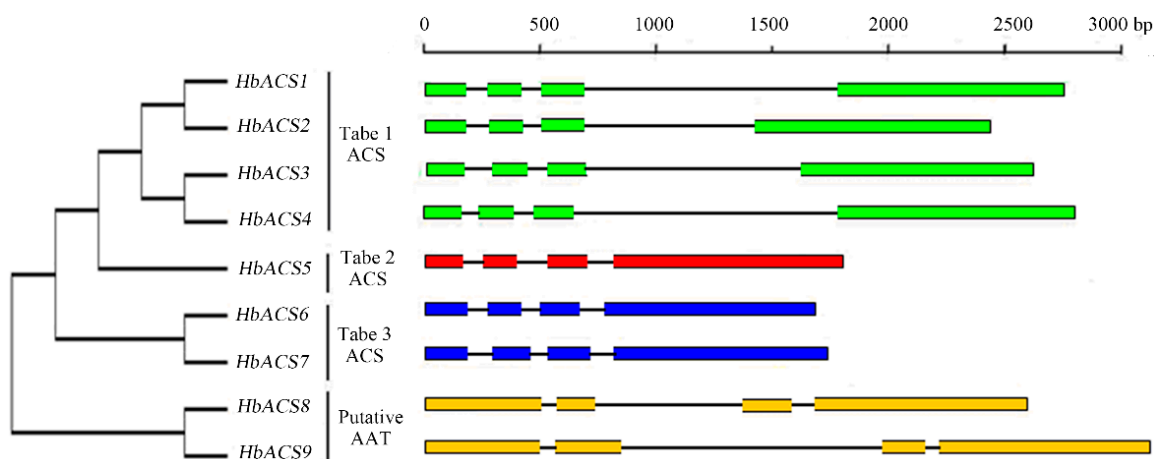 0 500 1000 1500 2000 2500 3000 bp
HbACS1
HbACS2
Tabe 1
ACS
HbACS3
HbACS4
HbACS5
Tabe 2
ACS
HbACS6
Tabe 3
ACS
HbACS7
HbACS8
Putative
AAT
HbACS9